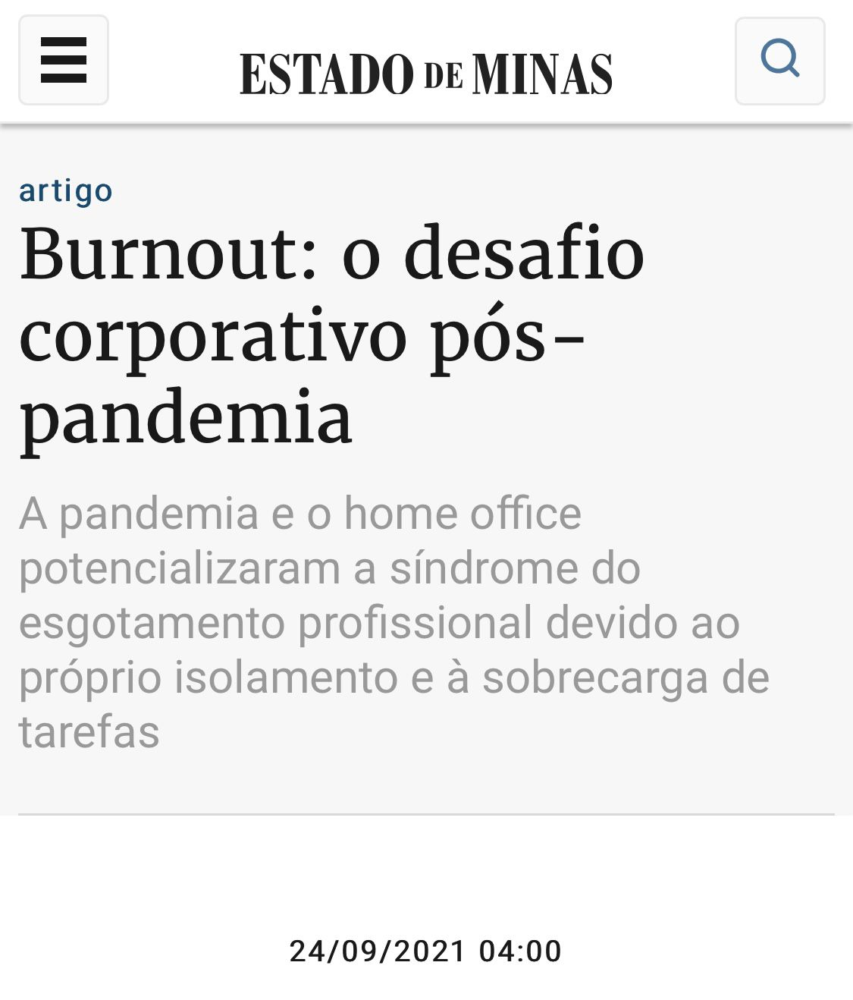 ESTADO DE MINAS
artigo
Burnout: o desafio
corporativo pós-
pandemia
A pandemia e o home office
potencializaram a síndrome do
esgotamento profissional devido ao
próprio isolamento e à sobrecarga de
tarefas
24/09/2021 04:00